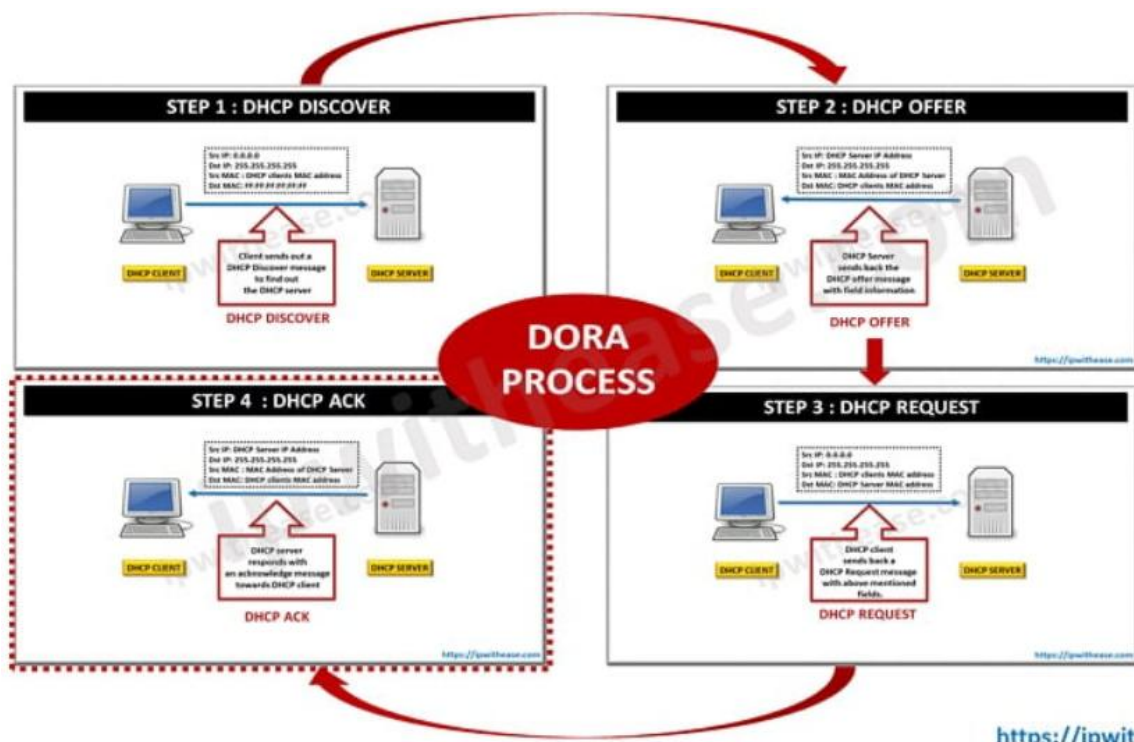 STEP 1 : DHCP DISCOVER
Src IP: 0.0.0.0
Dst IP: 255.255.255.255
Src MAC : DHCP clients MAC address
Dst MAC: FF:FF:FF:FF:FF:FF
DHCP CLIENT
DHCP SERVER
Client sends out a
DHCP Discover message
to find out
the DHCP server
DHCP DISCOVER
STEP 2 : DHCP OFFER
Src IP: DHCP Server IP Address
Dst IP: 255.255.255.255
Src MAC : MAC Address of DHCP Server
Dst MAC: DHCP clients MAC address
DHCP CLIENT
DHCP SERVER
DHCP Server
sends back the
DHCP offer message
with field information
DHCP OFFER
https://ipwithease.com
DORA
PROCESS
STEP 4 : DHCP ACK
Src IP: DHCP Server IP Address
Dst IP: 255.255.255.255
Src MAC : MAC Address of DHCP Server
Dst MAC: DHCP clients MAC address
DHCP CLIENT
DHCP SERVER
DHCP server
responds with
an acknowledge message
towards DHCP client
DHCP ACK
https://ipwithease.com
STEP 3 : DHCP REQUEST
Src IP: 0.0.0.0
Dst IP: 255.255.255.255
Src MAC : DHCP clients MAC address
Dst MAC: DHCP Server MAC address
DHCP CLIENT
DHCP SERVER
DHCP client
sends back a
DHCP Request message
with above mentioned
fields.
DHCP REQUEST
https://ipwithease.com
ipwithease.com
https://ipwit